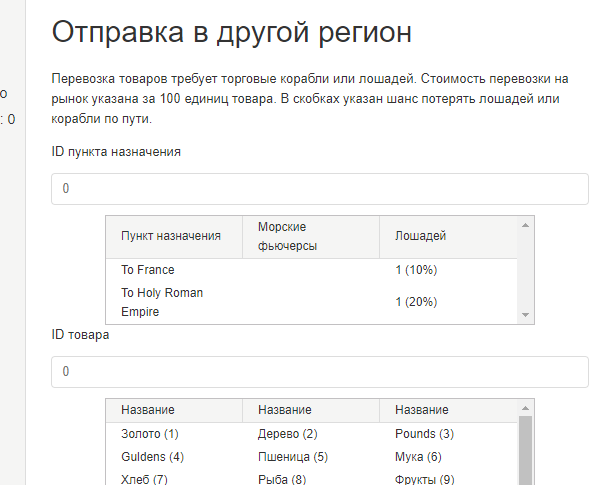 Отправка в другой регион
Перевозка товаров требует торговые корабли или лошадей. Стоимость перевозки на
рынок указана за 100 единиц товара. В скобках указан шанс потерять лошадей или
корабли по пути.
о
: 0
ID пункта назначения
0
Пункт назначения
Морские
фьючерсы
Лошадей
To France
1 (10%)
To Holy Roman
Empire
1 (20%)
ID товара
0
Название Название Название
Золото (1) Дерево (2) Pounds (3)
Guldens (4) Пшеница (5) Мука (6)
Хлеб (7) Рыба (8) Фрукты (9)